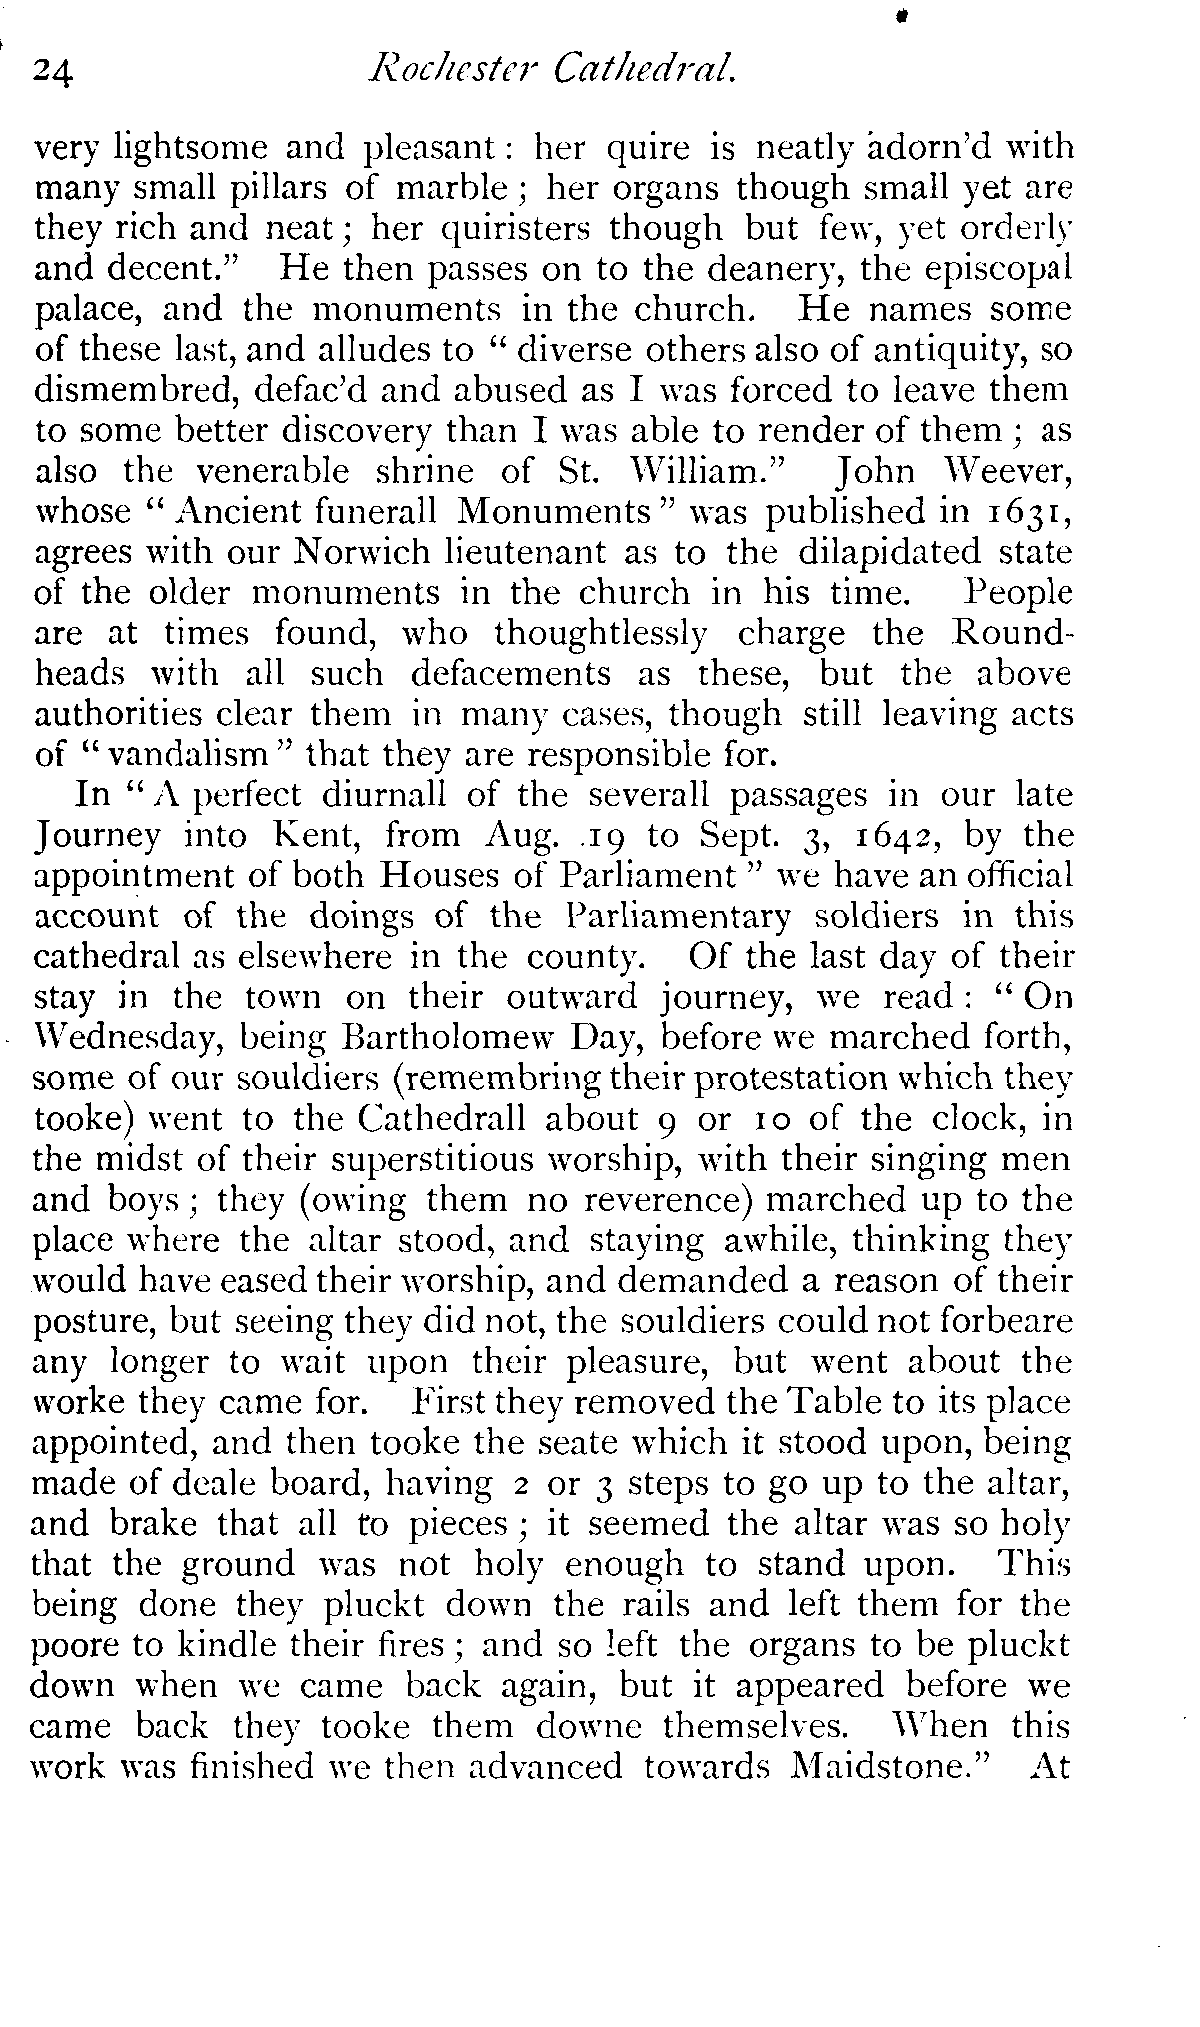 24 Rochester Cathedral.
very lightsome and pleasant : her quire is neatly adorn'd with
many small pillars of marble ; her organs though small yet are
they rich and neat ; her quiristers though but few, yet orderly
and decent." He then passes on to the deanery, the episcopal
palace, and the monuments in the church. He names some
of these last, and alludes to " diverse others also of antiquity, so
dismembred, defac'd and abused as I was forced to leave them
to some better discovery than I was able to render of them ; as
also the venerable shrine of St. William." John Weever,
whose " Ancient funerall Monuments " was published in 1631,
agrees with our Norwich lieutenant as to the dilapidated state
of the older monuments in the church in his time. People
are at times found, who thoughtlessly charge the Round-
heads with all such defacements as these, but the above
authorities clear them in many cases, though still leaving acts
of " vandalism " that they are responsible for.
In " A perfect diurnall of the severall passages in our late
Journey into Kent, from Aug. 19 to Sept. 3, 1642, by the
appointment of both Houses of Parliament " we have an official
account of the doings of the Parliamentary soldiers in this
cathedral as elsewhere in the county. Of the last day of their
stay in the town on their outward journey, we read : " On
Wednesday, being Bartholomew Day, before we marched forth,
some of our souldiers (remembring their protestation which they
tooke) went to the Cathedrall about 9 or 10 of the clock, in
the midst of their superstitious worship, with their singing men
and boys ; they (owing them no reverence) marched up to the
place where the altar stood, and staying awhile, thinking they
would have eased their worship, and demanded a reason of their
posture, but seeing they did not, the souldiers could not forbeare
any longer to wait upon their pleasure, but went about the
worke they came for. First they removed the Table to its place
appointed, and then tooke the seate which it stood upon, being
made of deale board, having 2 or 3 steps to go up to the altar,
and brake that all to pieces ; it seemed the altar was so holy
that the ground was not holy enough to stand upon. This
being done they pluckt down the rails and left them for the
poore to kindle their fires ; and so left the organs to be pluckt
down when we came back again, but it appeared before we
came back they tooke them downe themselves. When this
work was finished we then advanced towards Maidstone." At